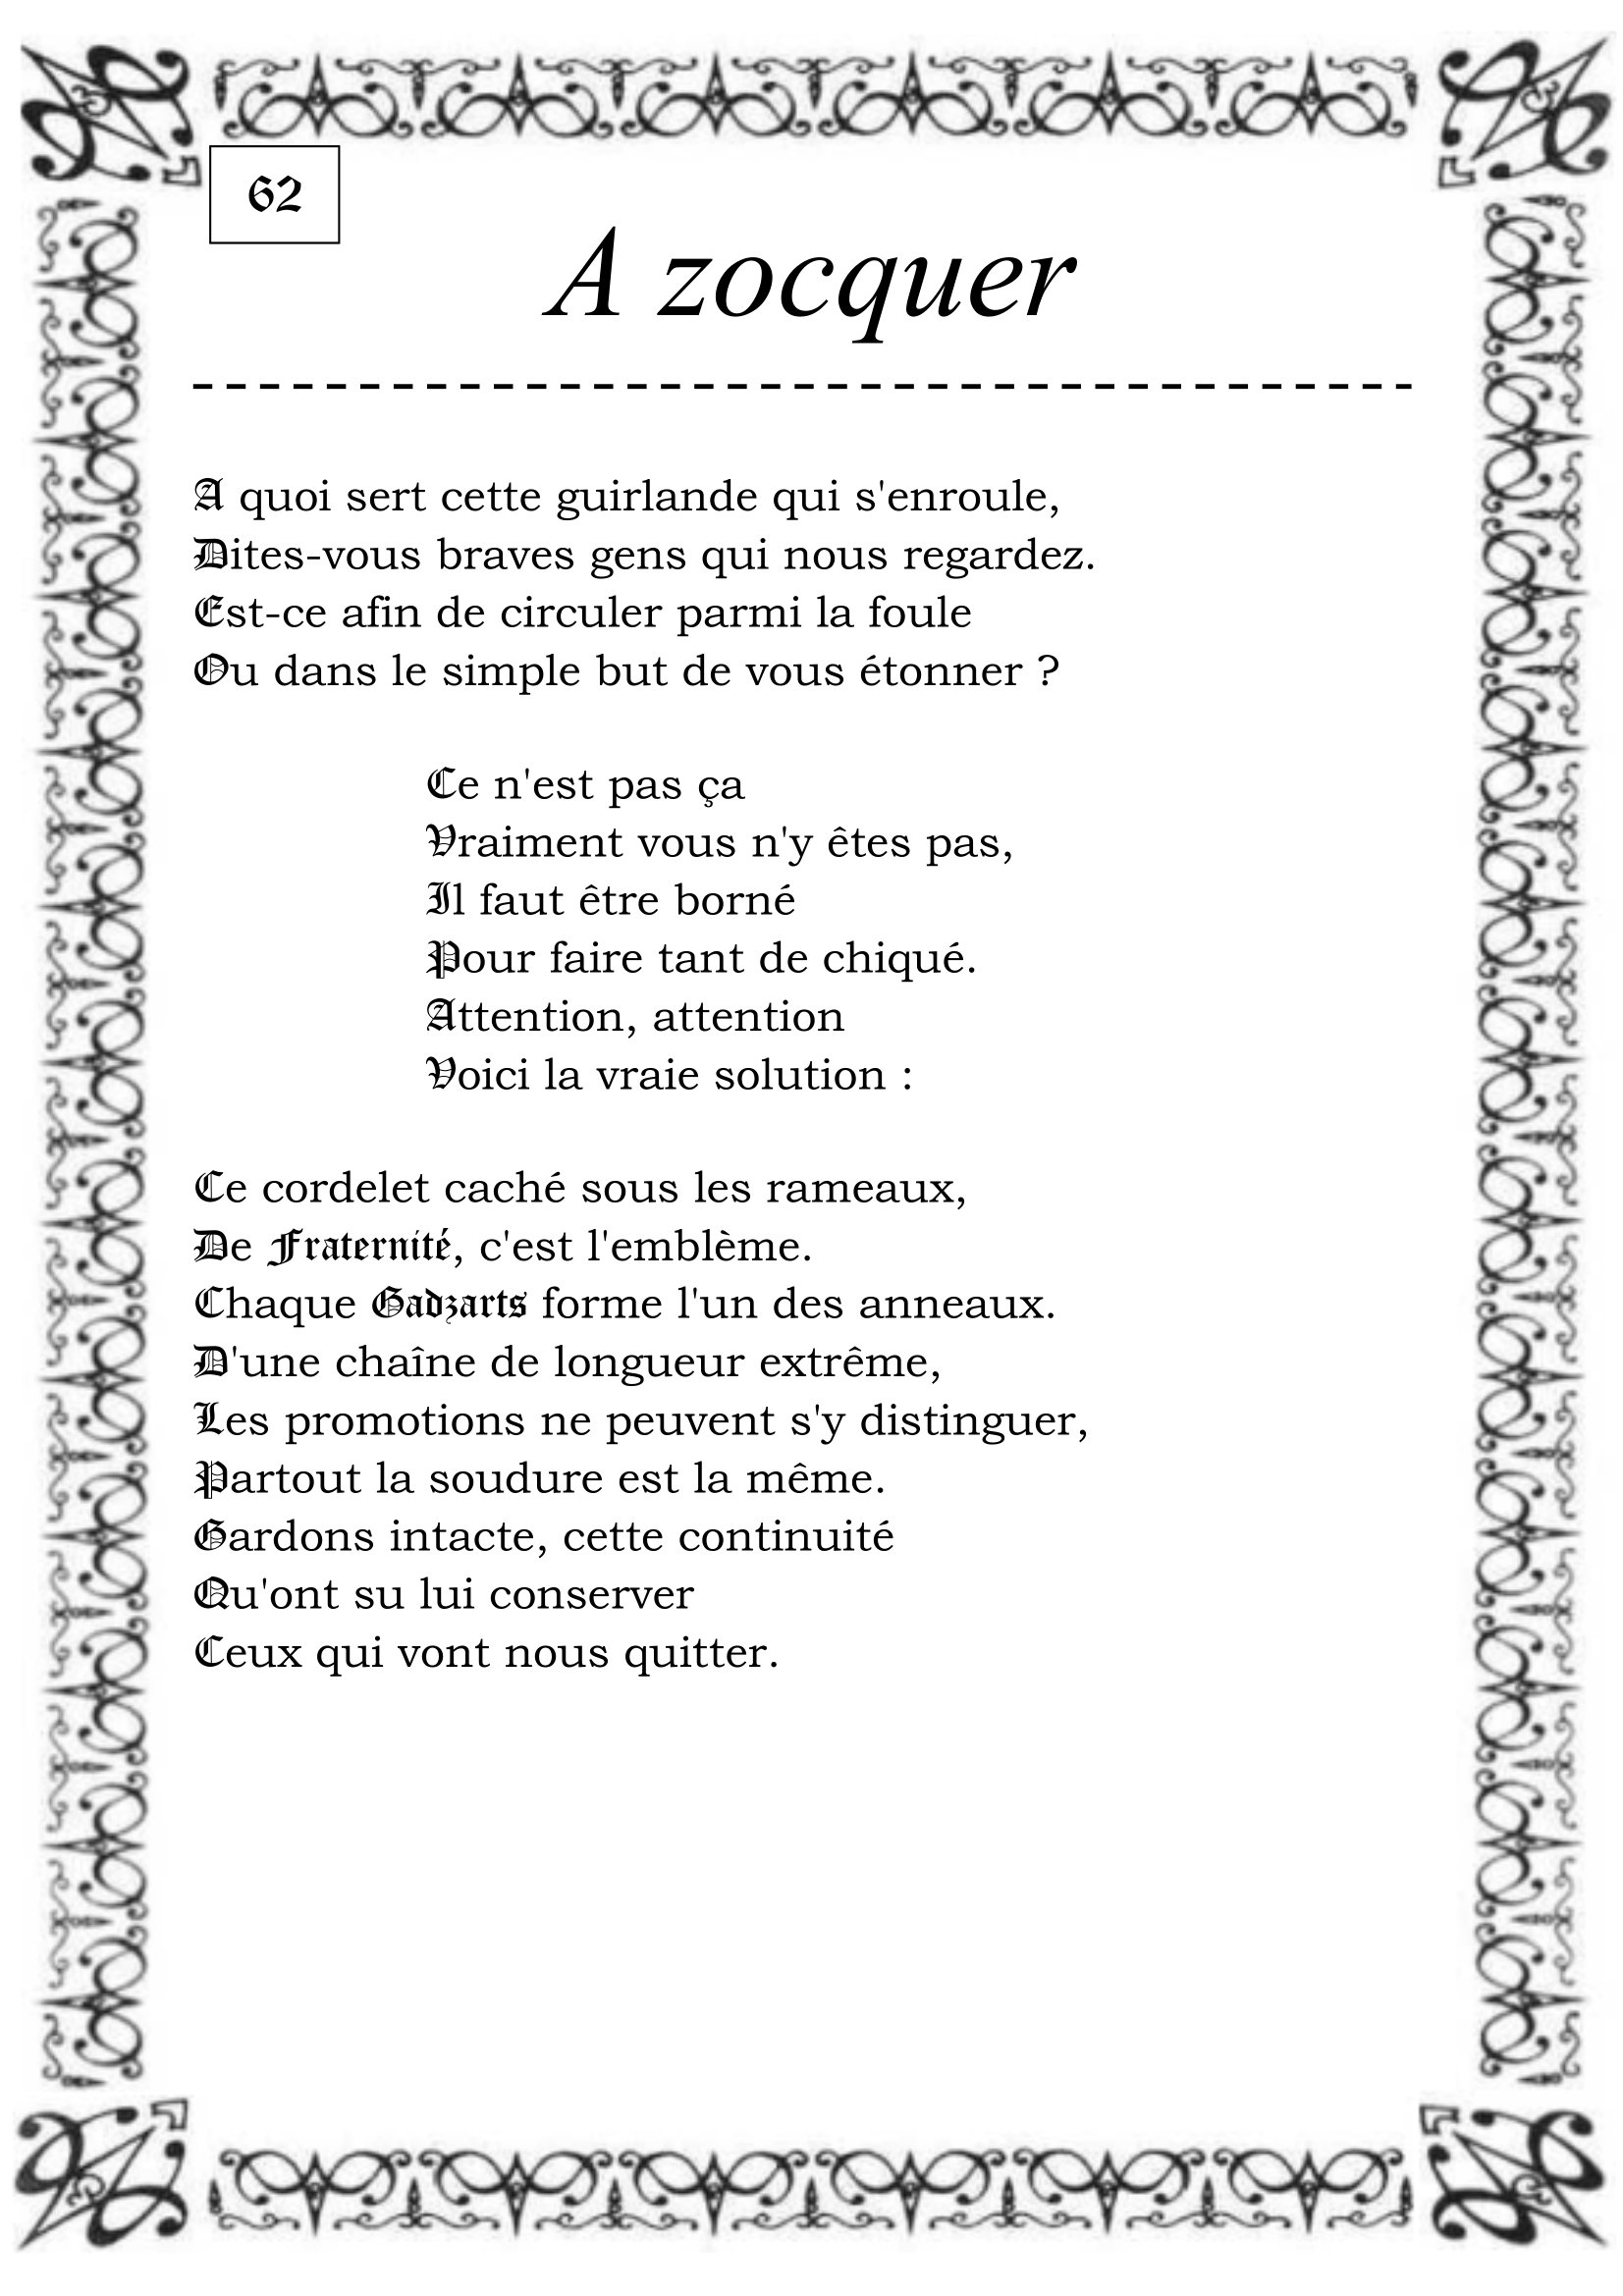 62
A zocquer
A quoi sert cette guirlande qui s'enroule,
Dites-vous braves gens qui nous regardez.
Est-ce afin de circuler parmi la foule
Ou dans le simple but de vous étonner ?
Ce n'est pas ça
Vraiment vous n'y êtes pas,
Il faut être borné
Pour faire tant de chiqué.
Attention, attention
Voici la vraie solution :
Ce cordelet caché sous les rameaux,
De Fraternité, c'est l'emblème.
Chaque Gadzarts forme l'un des anneaux.
D'une chaîne de longueur extrême,
Les promotions ne peuvent s'y distinguer,
Partout la soudure est la même.
Gardons intacte, cette continuité
Qu'ont su lui conserver
Ceux qui vont nous quitter.